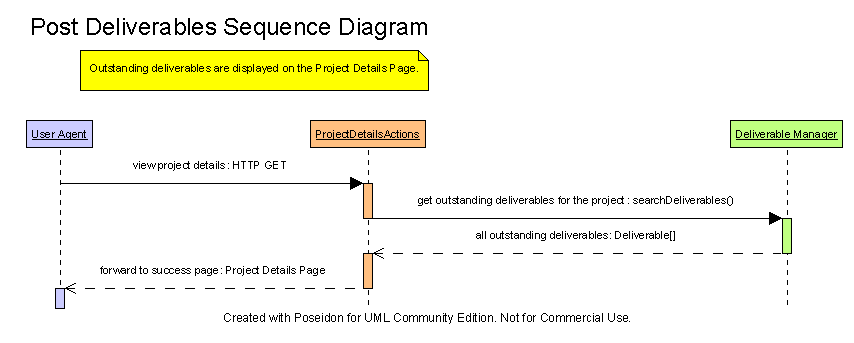 Post Deliverables Sequence Diagram
Outstanding deliverables are displayed on the Project Details Page.
User Agent
ProjectDetailsActions
Deliverable Manager
view project details : HTTP GET
get outstanding deliverables for the project : searchDeliverables()
all outstanding deliverables: Deliverable[]
forward to success page: Project Details Page
Created with Poseidon for UML Community Edition. Not for Commercial Use.